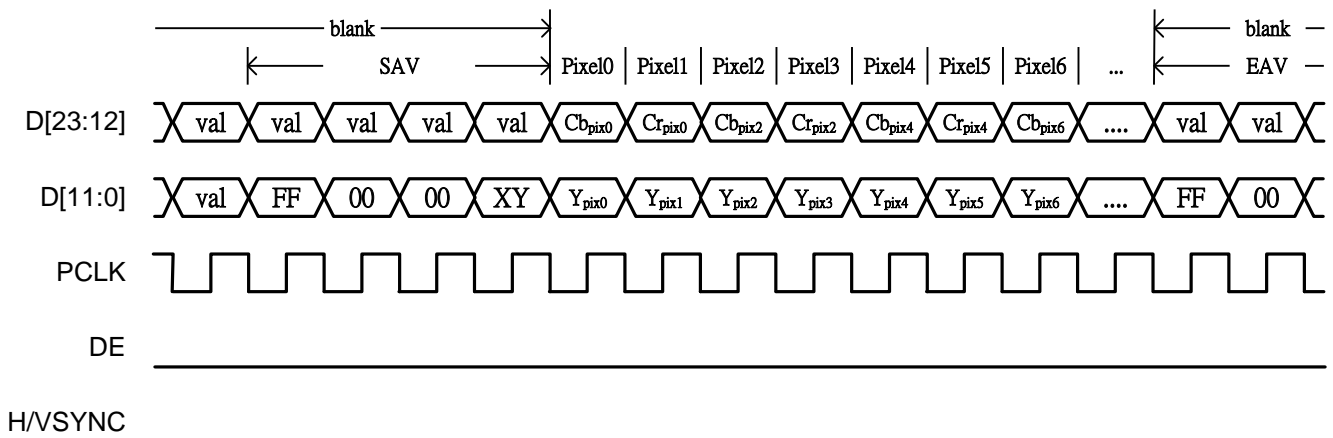 blank blank
SAV Pixel0 Pixel1 Pixel2 Pixel3 Pixel4 Pixel5 Pixel6 ... EAV
D[23:12] val val val val val Cbpix0 Crpix0 Cbpix2 Crpix2 Cbpix4 Crpix4 Cbpix6 .... val val
D[11:0] val FF 00 00 XY Ypix0 Ypix1 Ypix2 Ypix3 Ypix4 Ypix5 Ypix6 .... FF 00
PCLK
DE
H/VSYNC